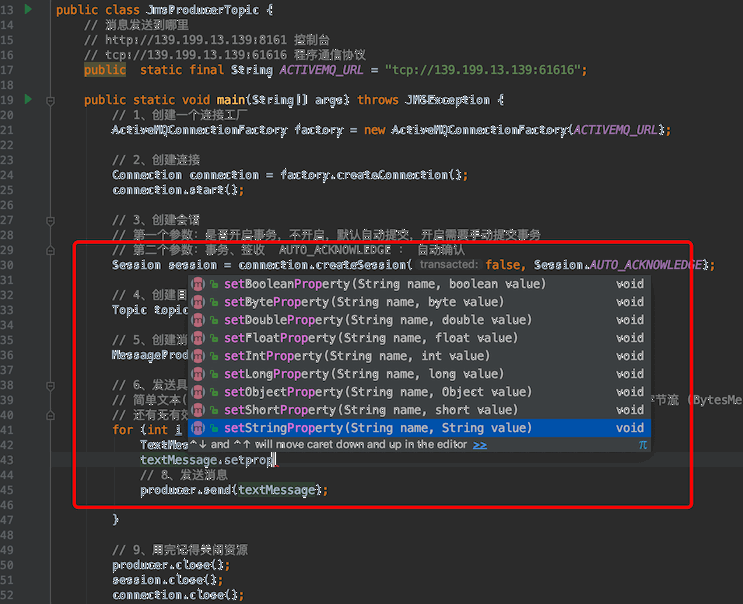 13 public class JmsProducerTopic {
14 // 消息发送到哪里
15 // http://139.199.13.139:8161 控制台
16 // tcp://139.199.13.139:61616 程序通信协议
17 public static final String ACTIVEMQ_URL = "tcp://139.199.13.139:61616";
18
19 public static void main(String[] args) throws JMSException {
20 // 1、创建一个连接工厂
21 ActiveMQConnectionFactory factory = new ActiveMQConnectionFactory(ACTIVEMQ_URL);
22
23 // 2、创建连接
24 Connection connection = factory.createConnection();
25 connection.start();
26
27 // 3、创建会话
28 // 第一个参数：是否开启事务，不开启，默认自动提交，开启需要手动提交事务
29 // 第二个参数：事务、签收 AUTO_ACKNOWLEDGE ： 自动确认
30 Session session = connection.createSession( transacted: false, Session.AUTO_ACKNOWLEDGE);
31 setBooleanProperty(String name, boolean value) void
32 // 4、创建 setByteProperty(String name, byte value) void
33 Topic topi setDoubleProperty(String name, double value) void
34 setFloatProperty(String name, float value) void
35 // 5、创建消 setIntProperty(String name, int value) void
36 MessageProd setLongProperty(String name, long value) void
37
38 // 6、发送具 setObjectProperty(String name, Object value) void
39 // 简单文本( setShortProperty(String name, short value) void 节流 (BytesMe
40 // 还有死有效 setStringProperty(String name, String value) void
41 for (int i
^↓ and ^↑ will move caret down and up in the editor >> π
42 TextMes
43 textMessage.setprop
44 // 8、发送消息
45 producer.send(textMessage);
46
47 }
48
49 // 9、用完记得关闭资源
50 producer.close();
51 session.close();
52 connection.close();